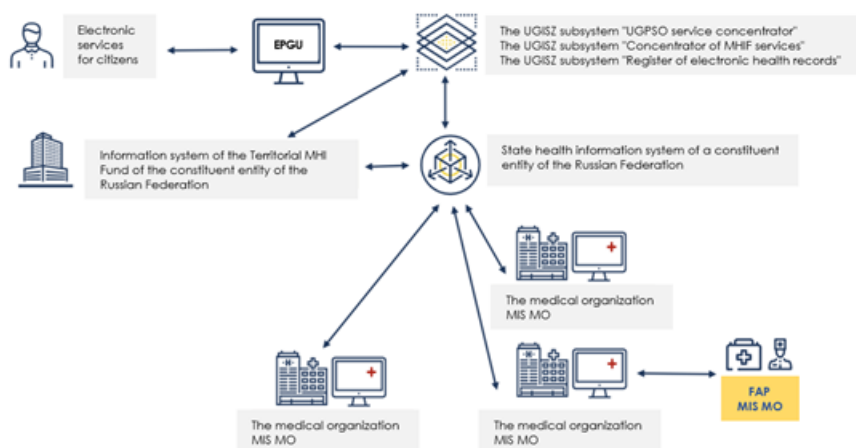 Electronic
services
for citizens
EPGU
The UGISZ subsystem "UGPSO service concentrator"
The UGISZ subsystem "Concentrator of MHIF services"
The UGISZ subsystem "Register of electronic health records"
Information system of the Territorial MHI
Fund of the constituent entity of the
Russian Federation
State health information system of a constituent
entity of the Russian Federation
The medical organization
MIS MO
The medical organization
MIS MO
The medical organization
MIS MO
FAP
MIS MO